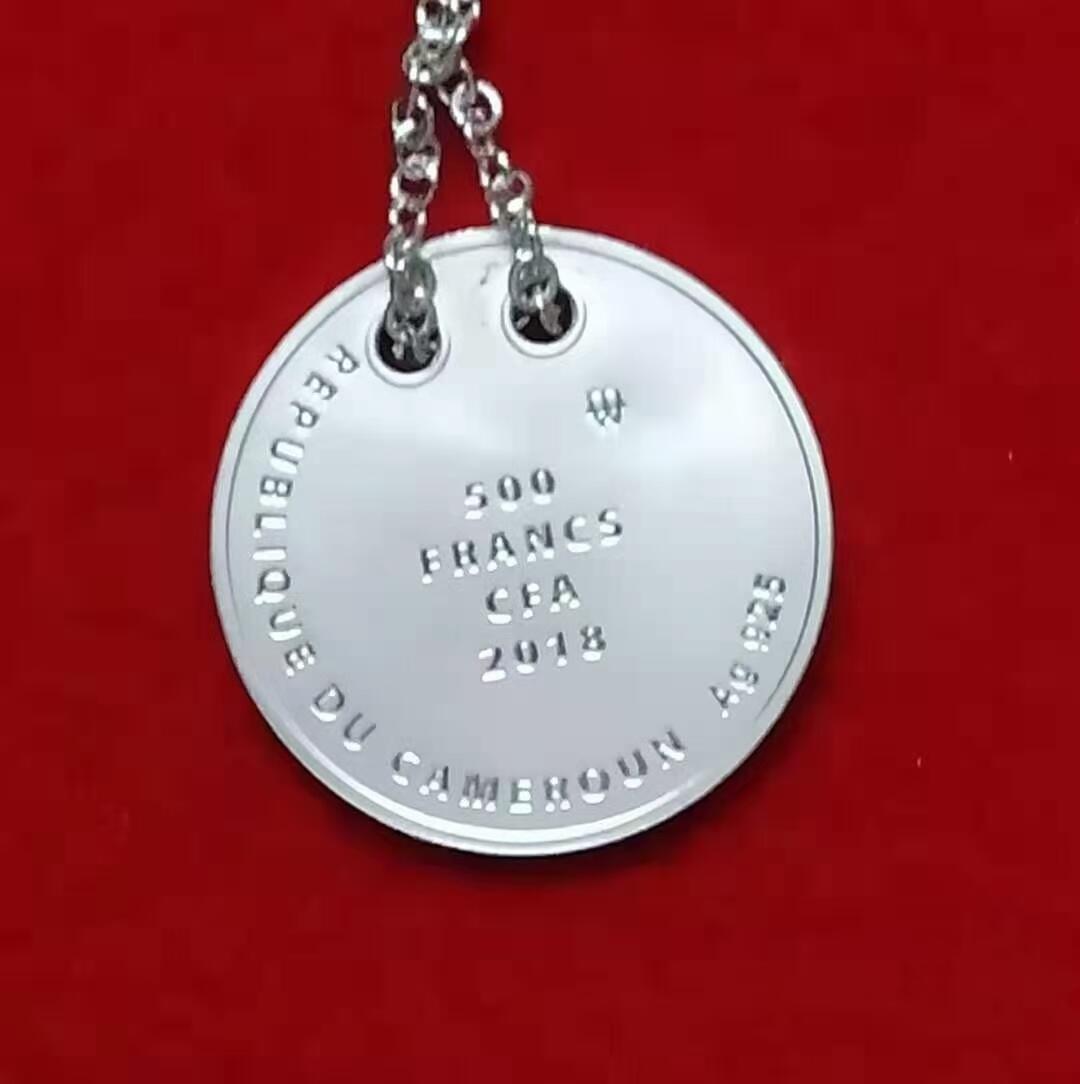 500
FRANCS
CFA
2018
REPUBLIQUE DU CAMEROUN
Ag 925